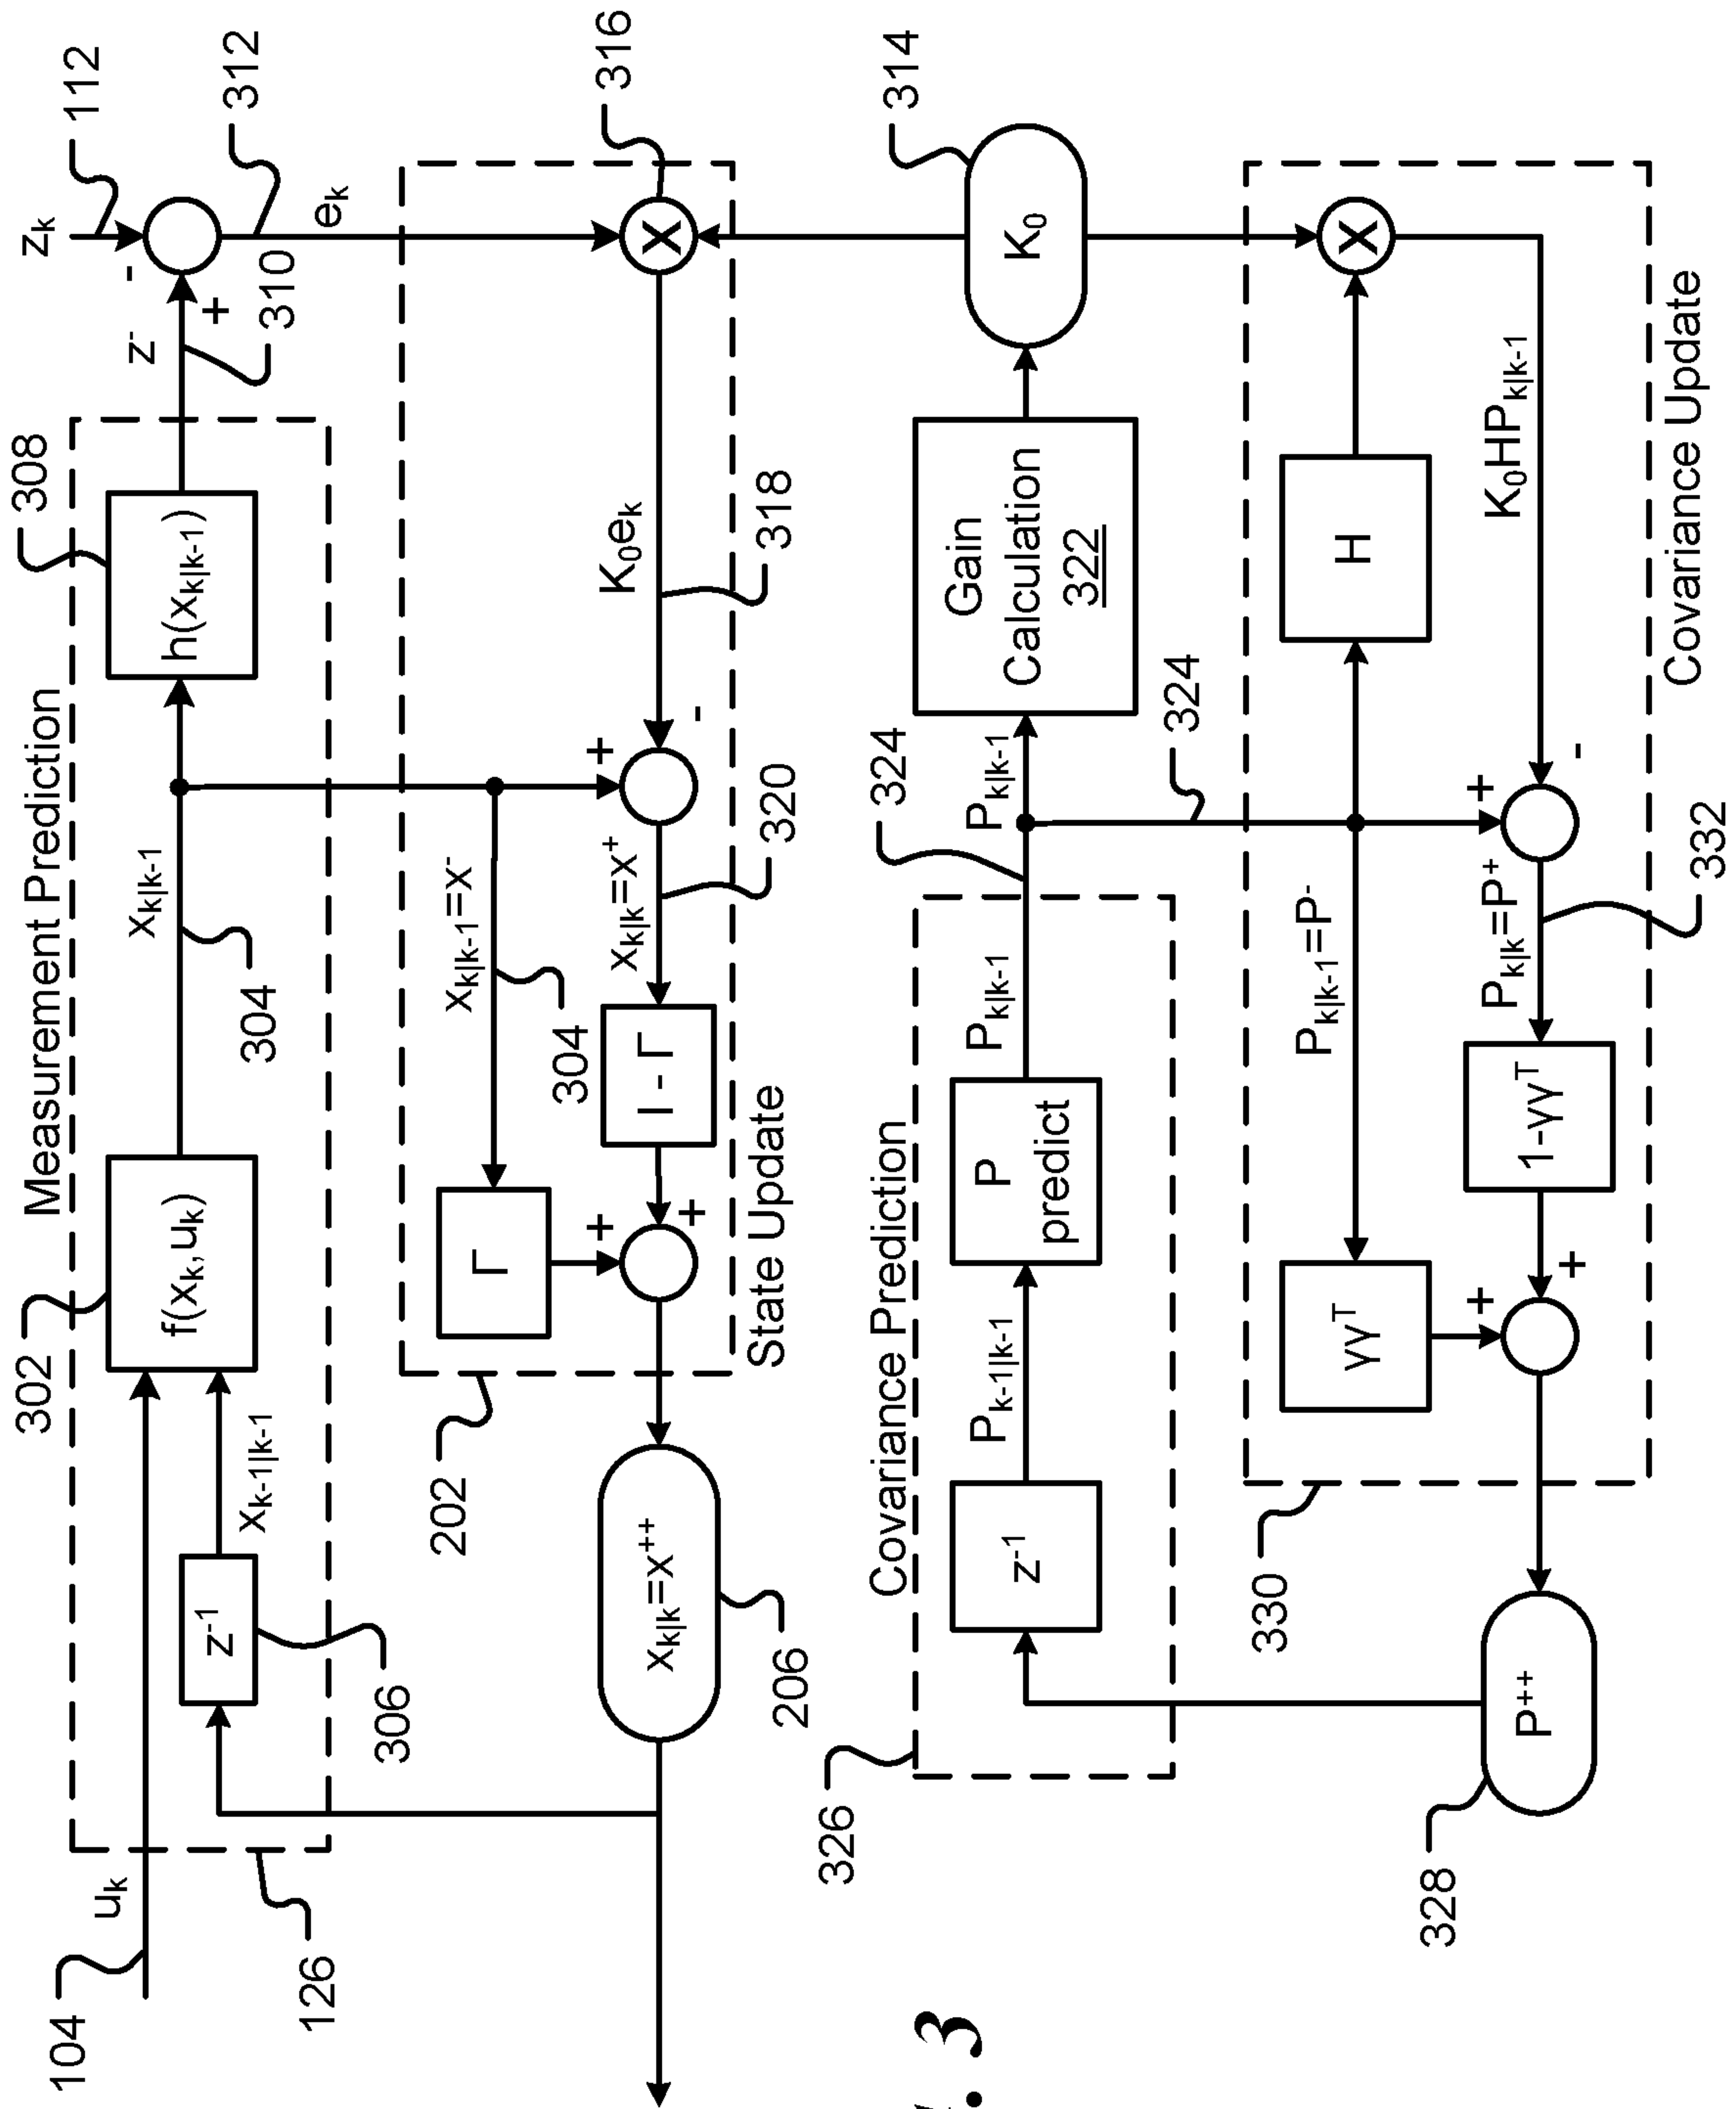 Measurement Prediction
104
u_k
126
z^-1
306
x_k-1|k-1
302
f(x_k, u_k)
x_k|k-1
304
308
h(x_k|k-1)
z^-
+
-
310
z_k
112
312
e_k
x_k|k=x^++
206
202
State Update
Γ
x_k|k-1=x^-
304
+
+
I - Γ
x_k|k=x^+
320
+
-
K_0e_k
318
X
316
Covariance Prediction
326
z^-1
P_k-1|k-1
P
predict
P_k|k-1
324
P_k|k-1
324
Gain
Calculation
322
K_0
314
P^++
328
330
γγ^T
P_k|k-1=P^-
H
X
+
+
1-γγ^T
P_k|k=P^+
332
+
-
K_0HP_k|k-1
Covariance Update
. 3